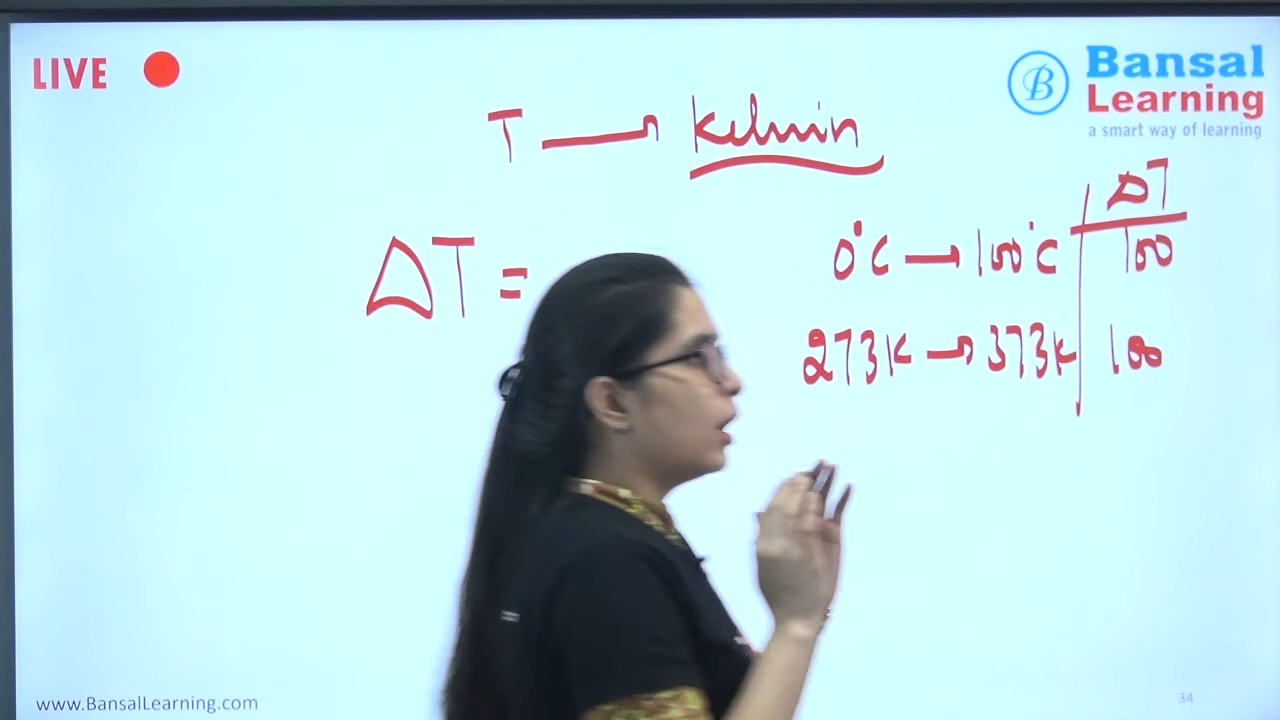 LIVE
Bansal
Learning
a smart way of learning
T → Kelvin
ΔT =
ΔT
0°C → 100°C 100
273K → 373K 100
www.BansalLearning.com
34